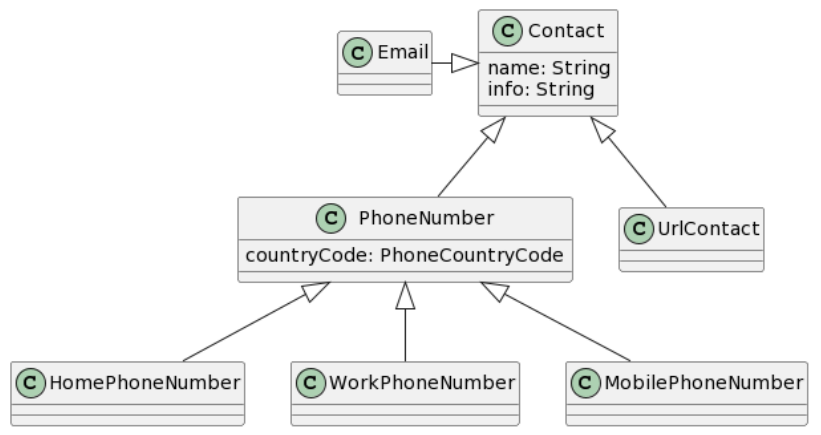 C Email
C Contact
name: String
info: String
C PhoneNumber
countryCode: PhoneCountryCode
C UrlContact
C HomePhoneNumber
C WorkPhoneNumber
C MobilePhoneNumber